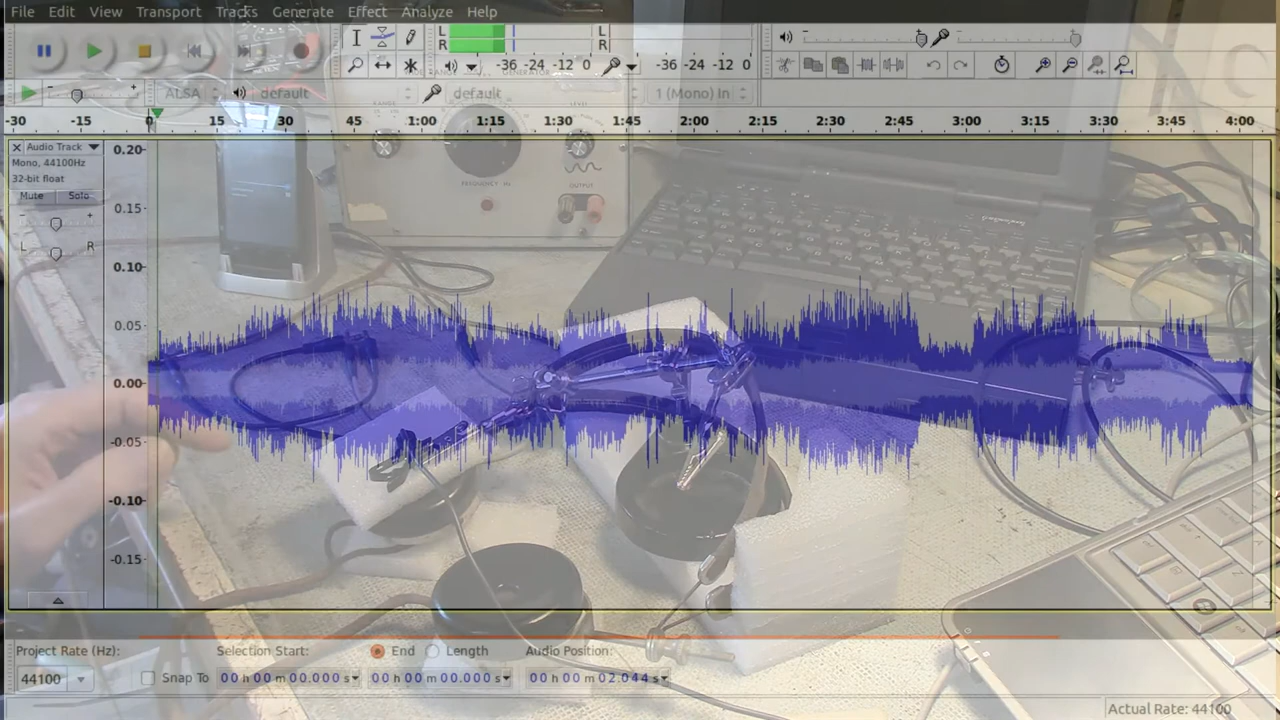 File Edit View Transport Tracks Generate Effect Analyze Help
L
R
L
R
-36 -24 -12 0
-36 -24 -12 0
ALSA default default 1 (Mono) In
-30 -15 0 15 30 45 1:00 1:15 1:30 1:45 2:00 2:15 2:30 2:45 3:00 3:15 3:30 3:45 4:00
Audio Track
Mono, 44100Hz
32-bit float
Mute Solo
- +
L R
0.20
0.15
0.10
0.05
0.00
-0.05
-0.10
-0.15
RANGE
LEVEL
OUTPUT
Project Rate (Hz): Selection Start: End Length Audio Position:
44100 Snap To 00 h 00 m 00.000 s 00 h 00 m 00.000 s 00 h 00 m 02.044 s
Actual Rate: 44100